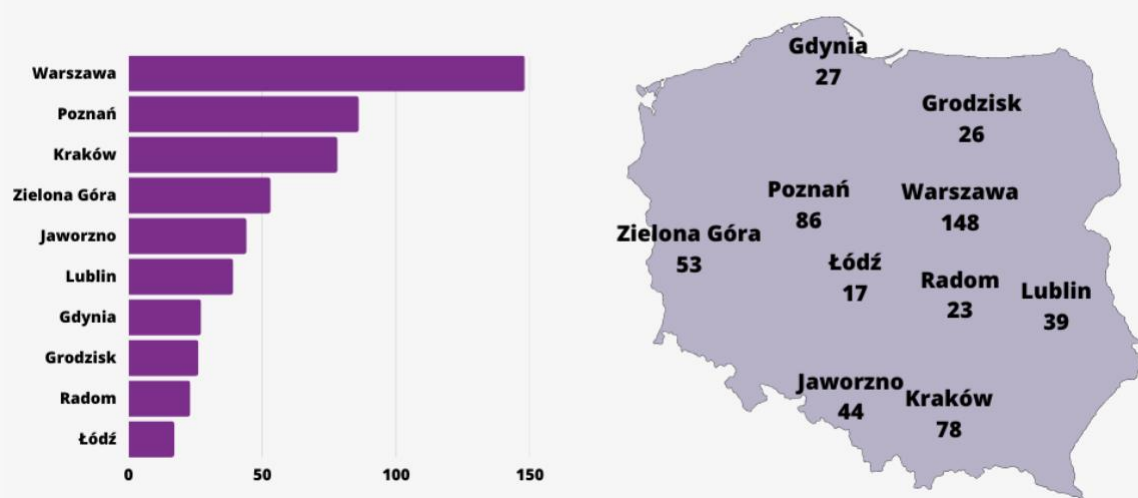 Warszawa
Poznań
Kraków
Zielona Góra
Jaworzno
Lublin
Gdynia
Grodzisk
Radom
Łódź
0 50 100 150
Gdynia
27
Grodzisk
26
Poznań
86
Warszawa
148
Zielona Góra
53
Łódź
17
Radom
23
Lublin
39
Jaworzno
44
Kraków
78